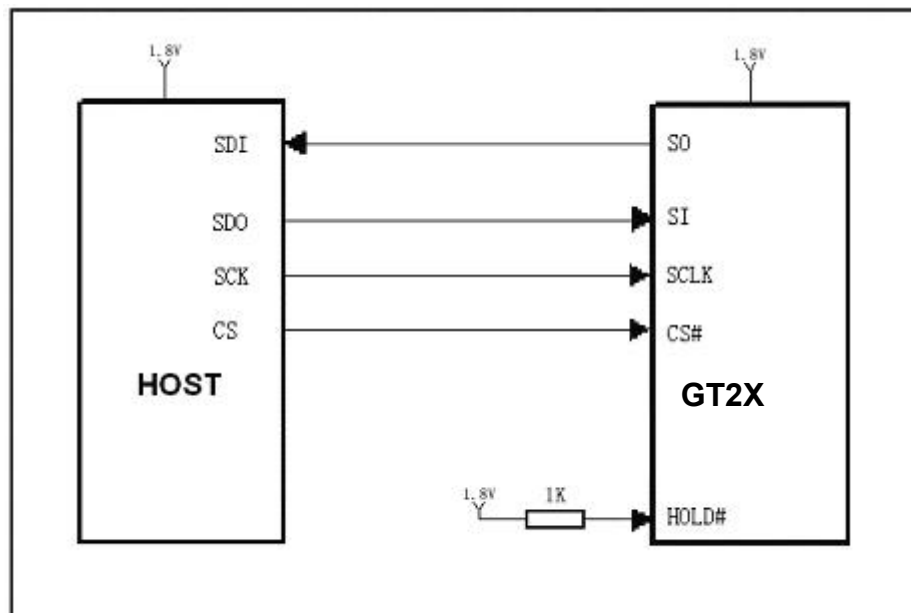 1.8V 1.8V
SDI SO
SDO SI
SCK SCLK
CS CS#
HOST GT2X
1.8V 1K HOLD#